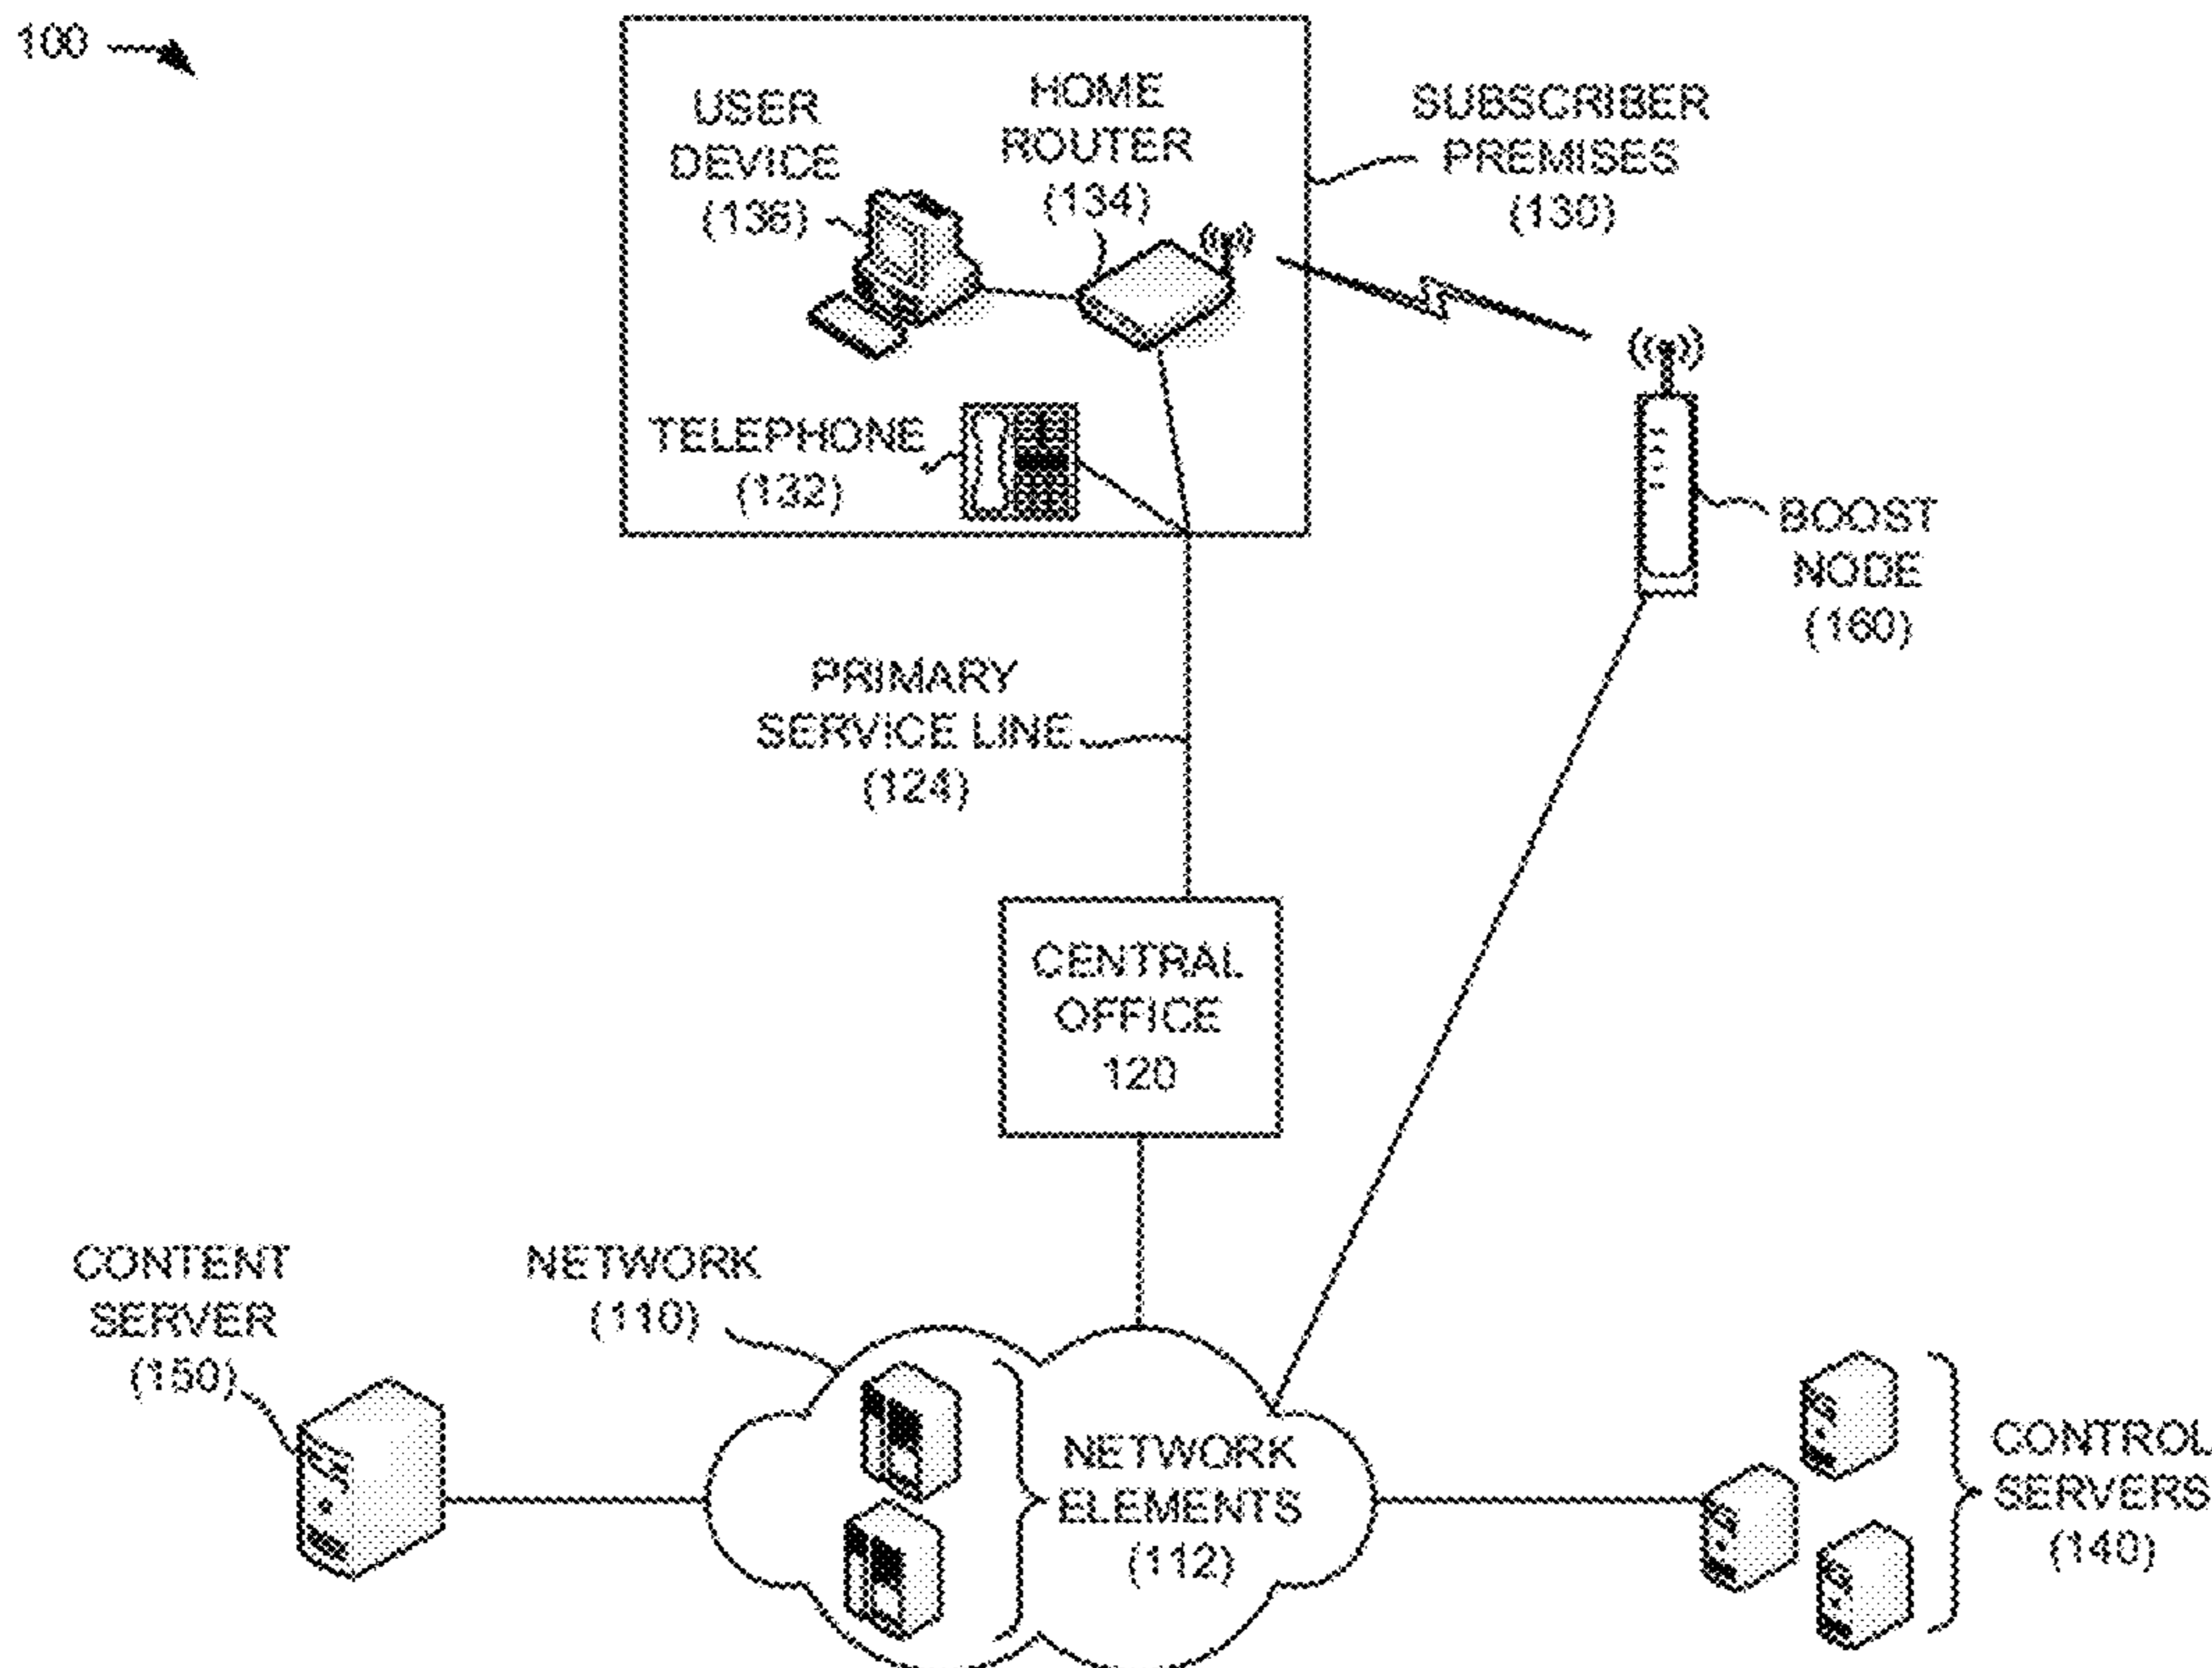 100
USER
DEVICE
(136)
HOME
ROUTER
(134)
SUBSCRIBER
PREMISES
(130)
TELEPHONE
(132)
BOOST
NODE
(160)
PRIMARY
SERVICE LINE
(124)
CENTRAL
OFFICE
120
CONTENT
SERVER
(150)
NETWORK
(110)
NETWORK
ELEMENTS
(112)
CONTROL
SERVERS
(140)